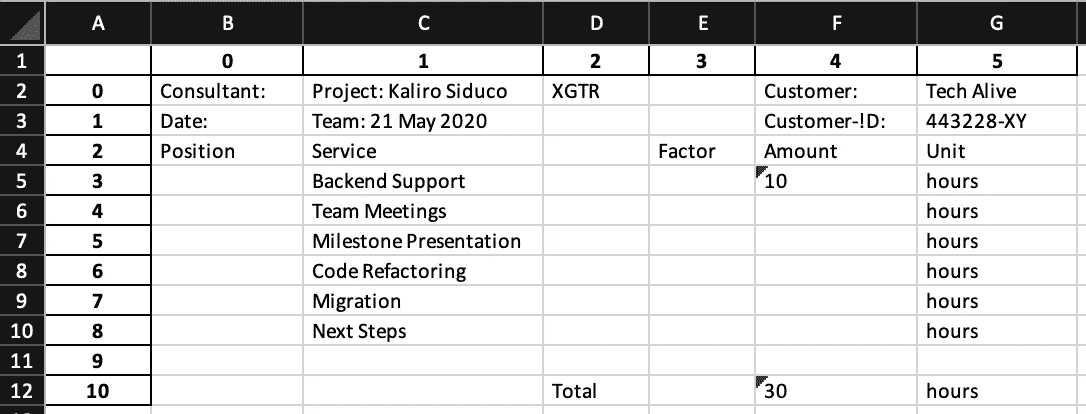 A B C D E F G
1 0 1 2 3 4 5
2 0 Consultant: Project: Kaliro Siduco XGTR Customer: Tech Alive
3 1 Date: Team: 21 May 2020 Customer-!D: 443228-XY
4 2 Position Service Factor Amount Unit
5 3 Backend Support 10 hours
6 4 Team Meetings hours
7 5 Milestone Presentation hours
8 6 Code Refactoring hours
9 7 Migration hours
10 8 Next Steps hours
11 9
12 10 Total 30 hours